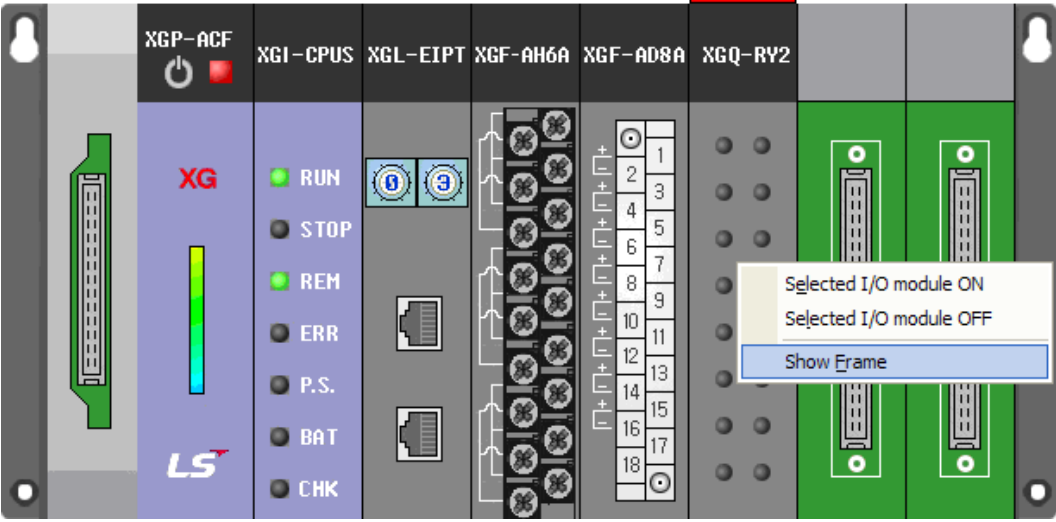 XGP-ACF
XGI-CPUS
XGL-EIPT
XGF-AH6A
XGF-AD8A
XGQ-RY2
XG
LS
RUN
STOP
REM
ERR
P.S.
BAT
CHK
0
3
+
-
+
-
+
-
+
-
+
-
+
-
+
-
+
-
1
2
3
4
5
6
7
8
9
10
11
12
13
14
15
16
17
18
Selected I/O module ON
Selected I/O module OFF
Show Frame